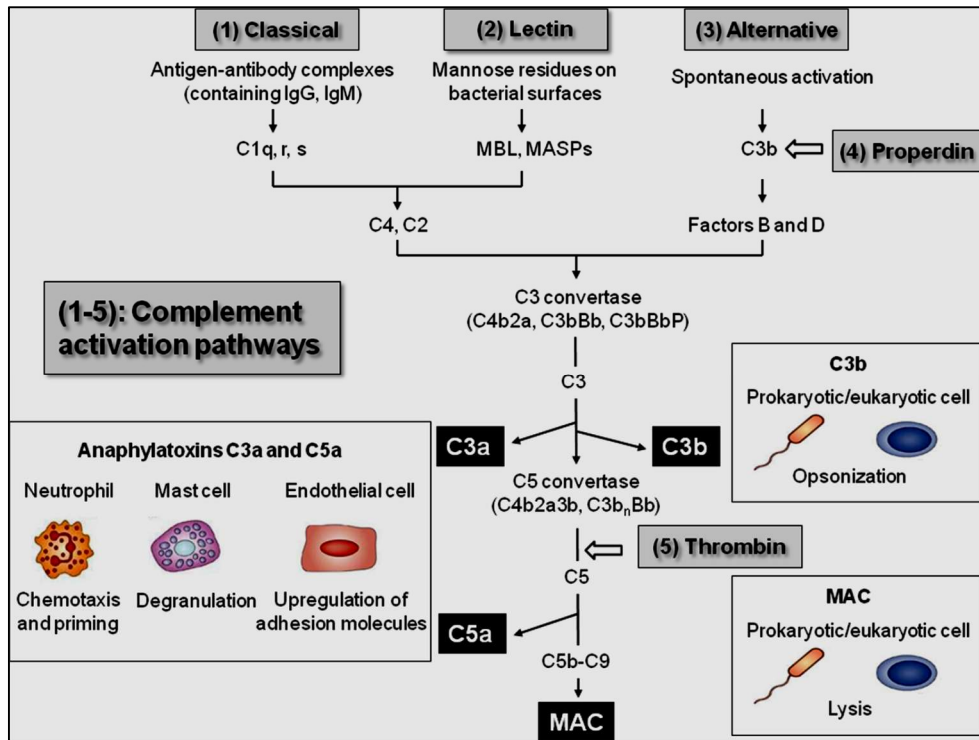 (1) Classical
(2) Lectin
(3) Alternative
Antigen-antibody complexes
(containing IgG, IgM)
Mannose residues on
bacterial surfaces
Spontaneous activation
C1q, r, s
MBL, MASPs
C3b
(4) Properdin
C4, C2
Factors B and D
(1-5): Complement
activation pathways
C3 convertase
(C4b2a, C3bBb, C3bBbP)
C3
C3a
C3b
C5 convertase
(C4b2a3b, C3bnBb)
(5) Thrombin
C5
C5a
C5b-C9
MAC
Anaphylatoxins C3a and C5a
Neutrophil
Mast cell
Endothelial cell
Chemotaxis
and priming
Degranulation
Upregulation of
adhesion molecules
C3b
Prokaryotic/eukaryotic cell
Opsonization
MAC
Prokaryotic/eukaryotic cell
Lysis